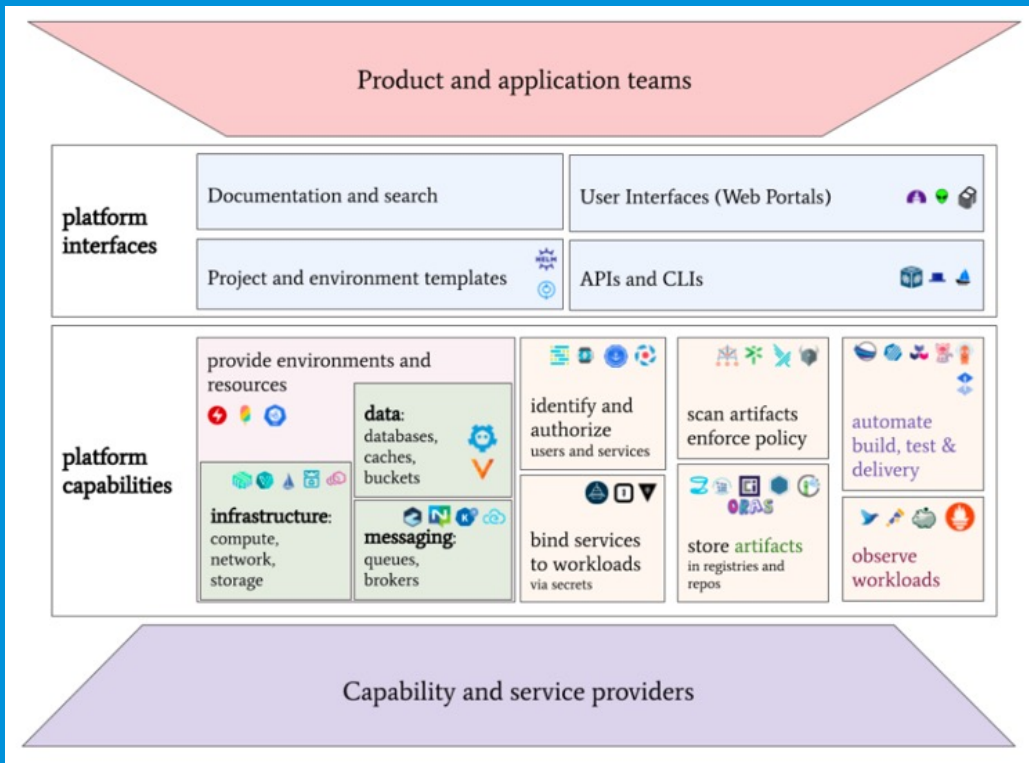 Product and application teams
platform
interfaces
Documentation and search
User Interfaces (Web Portals)
Project and environment templates
HELM
APIs and CLIs
platform
capabilities
provide environments and
resources
data:
databases,
caches,
buckets
infrastructure:
compute,
network,
storage
messaging:
queues,
brokers
identify and
authorize
users and services
bind services
to workloads
via secrets
scan artifacts
enforce policy
ORAS
store artifacts
in registries and
repos
automate
build, test &
delivery
observe
workloads
Capability and service providers